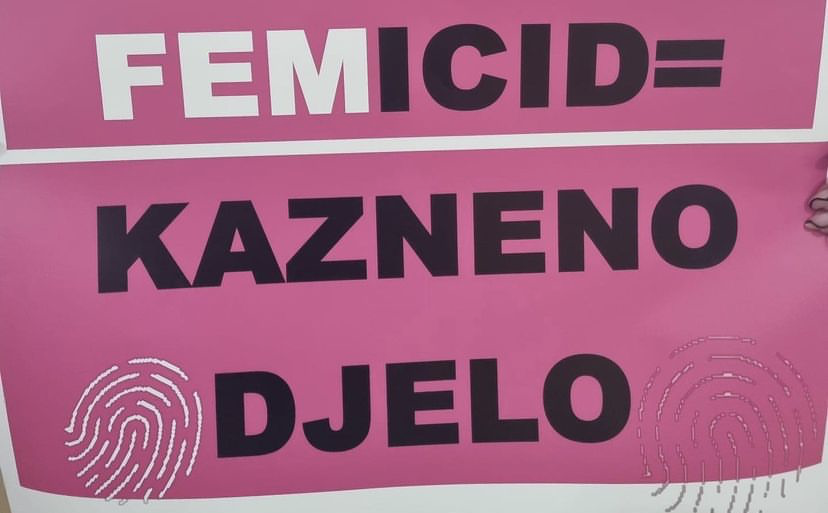 FEMICID=
KAZNENO
DJELO